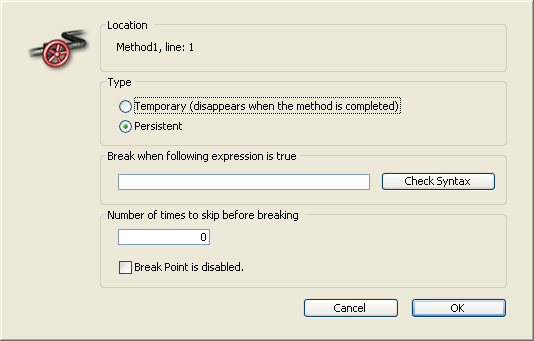 Location
Method1, line: 1
Type
Temporary (disappears when the method is completed)
Persistent
Break when following expression is true
Check Syntax
Number of times to skip before breaking
0
Break Point is disabled.
Cancel OK